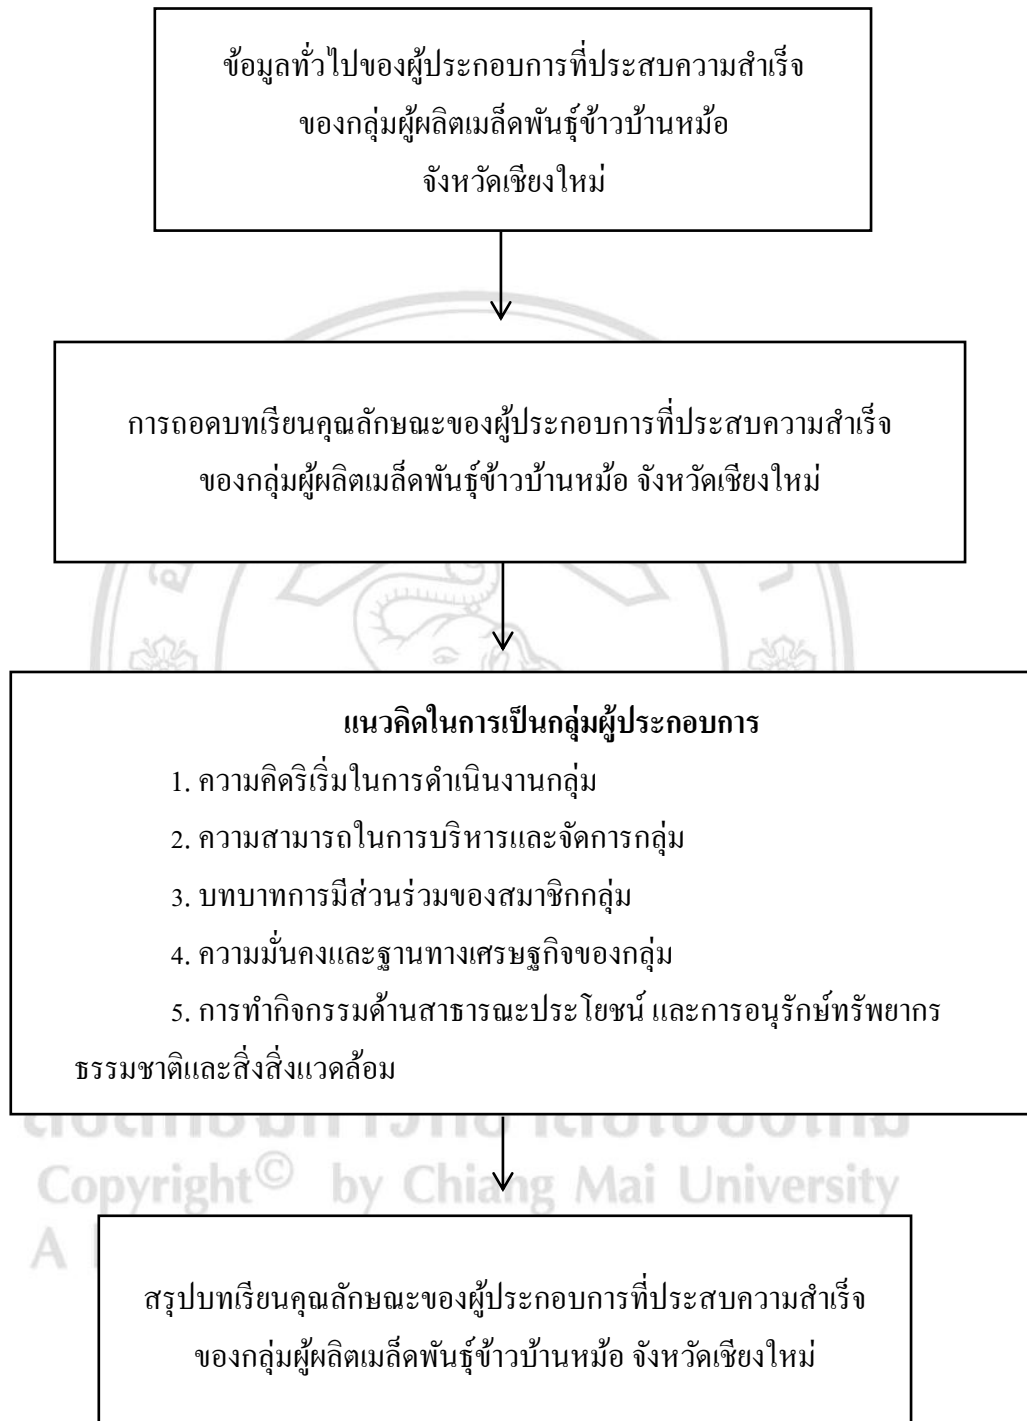 ข้อมูลทั่วไปของผู้ประกอบการที่ประสบความสำเร็จ
ของกลุ่มผู้ผลิตเมล็ดพันธุ์ข้าวบ้านหม้อ
จังหวัดเชียงใหม่
การถอดบทเรียนคุณลักษณะของผู้ประกอบการที่ประสบความสำเร็จ
ของกลุ่มผู้ผลิตเมล็ดพันธุ์ข้าวบ้านหม้อ จังหวัดเชียงใหม่
แนวคิดในการเป็นกลุ่มผู้ประกอบการ
1. ความคิดริเริ่มในการดำเนินงานกลุ่ม
2. ความสามารถในการบริหารและจัดการกลุ่ม
3. บทบาทการมีส่วนร่วมของสมาชิกกลุ่ม
4. ความมั่นคงและฐานทางเศรษฐกิจของกลุ่ม
5. การทำกิจกรรมด้านสาธารณะประโยชน์ และการอนุรักษ์ทรัพยากร
ธรรมชาติและสิ่งสิ่งแวดล้อม
Copyright© by Chiang Mai University
A
สรุปบทเรียนคุณลักษณะของผู้ประกอบการที่ประสบความสำเร็จ
ของกลุ่มผู้ผลิตเมล็ดพันธุ์ข้าวบ้านหม้อ จังหวัดเชียงใหม่